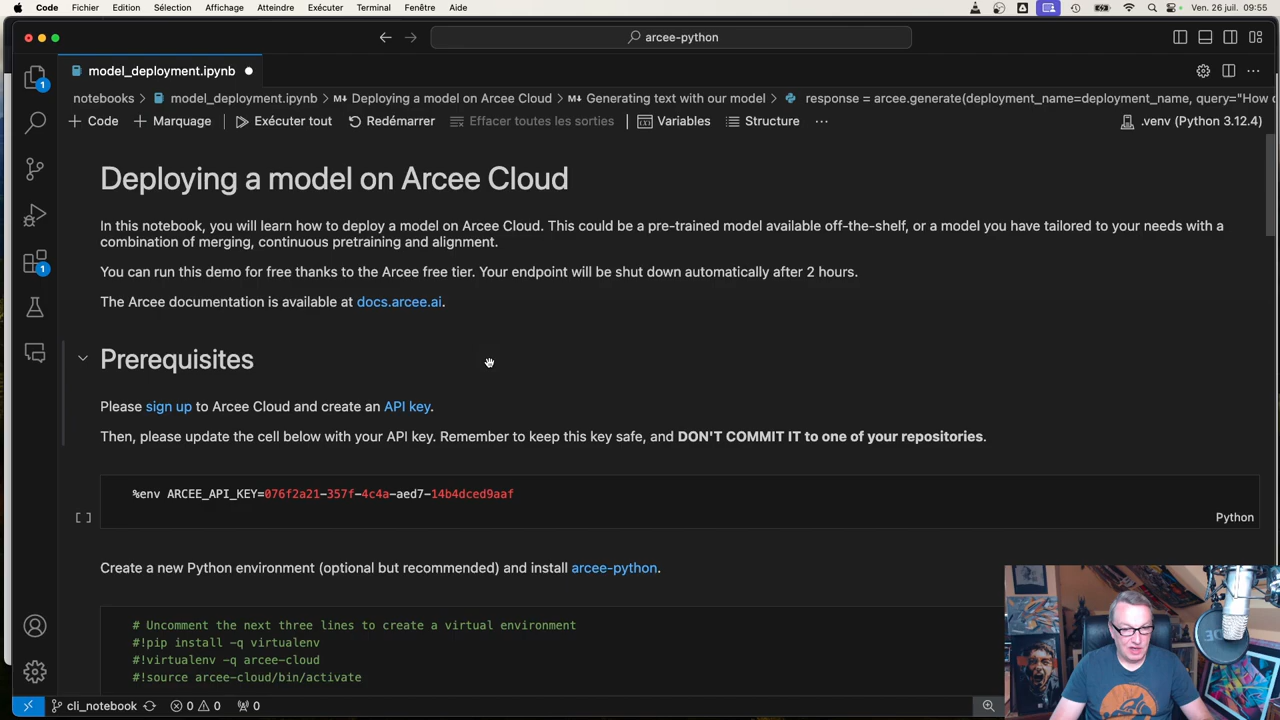 Code Fichier Edition Sélection Affichage Atteindre Exécuter Terminal Fenêtre Aide Ven. 26 juil. 09:55
arcee-python
model_deployment.ipynb
notebooks > model_deployment.ipynb > Deploying a model on Arcee Cloud > Generating text with our model > response = arcee.generate(deployment_name=deployment_name, query="How
+ Code + Marquage Exécuter tout Redémarrer Effacer toutes les sorties Variables Structure ... .venv (Python 3.12.4)
Deploying a model on Arcee Cloud
In this notebook, you will learn how to deploy a model on Arcee Cloud. This could be a pre-trained model available off-the-shelf, or a model you have tailored to your needs with a
combination of merging, continuous pretraining and alignment.
You can run this demo for free thanks to the Arcee free tier. Your endpoint will be shut down automatically after 2 hours.
The Arcee documentation is available at docs.arcee.ai.
Prerequisites
Please sign up to Arcee Cloud and create an API key.
Then, please update the cell below with your API key. Remember to keep this key safe, and DON'T COMMIT IT to one of your repositories.
%env ARCEE_API_KEY=076f2a21-357f-4c4a-aed7-14b4dced9aaf
[ ] Python
Create a new Python environment (optional but recommended) and install arcee-python.
# Uncomment the next three lines to create a virtual environment
#!pip install -q virtualenv
#!virtualenv -q arcee-cloud
#!source arcee-cloud/bin/activate
1
1
cli_notebook 0 0 0